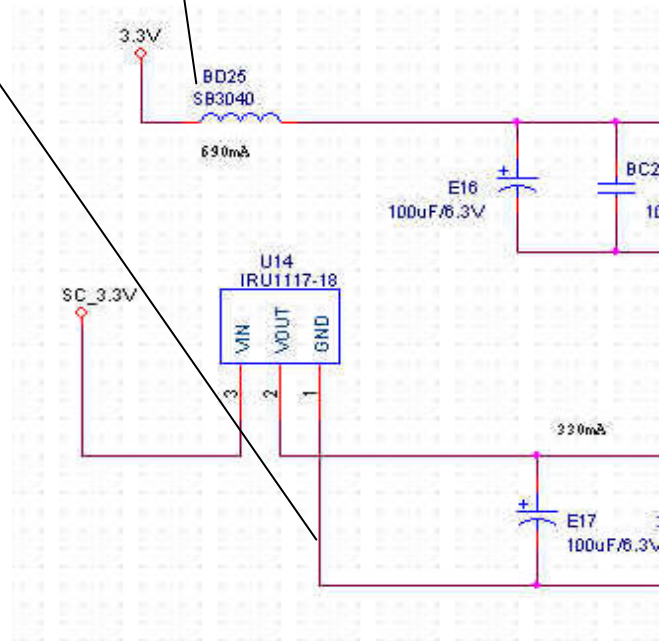 3.3V
BD25
SB3040
690mA
E16
100uF/6.3V
BC2
10
U14
IRU1117-18
SC_3.3V
VIN
VOUT
GND
3
2
1
330mA
E17
100uF/6.3V